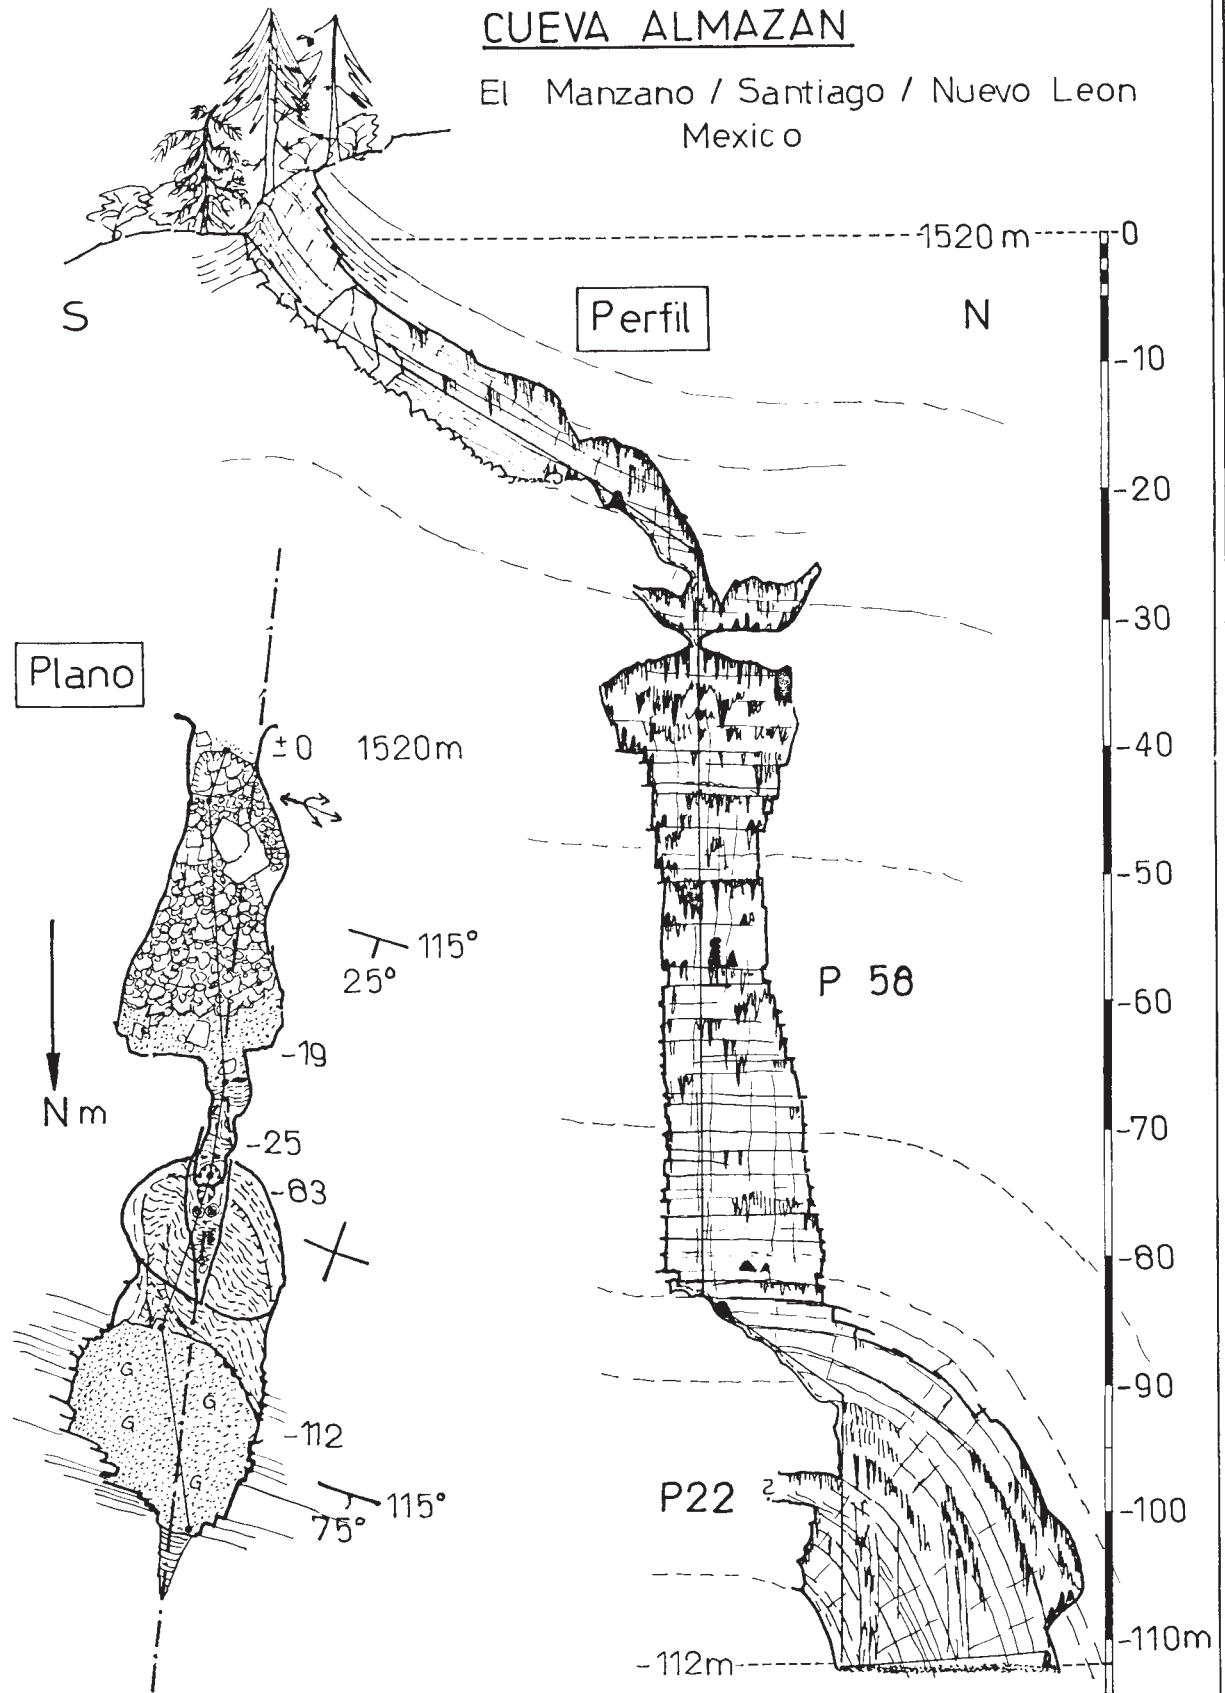 CUEVA ALMAZAN
El Manzano / Santiago / Nuevo Leon
Mexico
1520m
0
S
Perfil
N
-10
-20
-30
Plano
±0 1520m
-40
-50
115°
25°
P 58
-60
-19
Nm
-70
-25
-83
-80
-90
G
G
G
-112
G
P22
?
115°
75°
-100
-110m
-112m